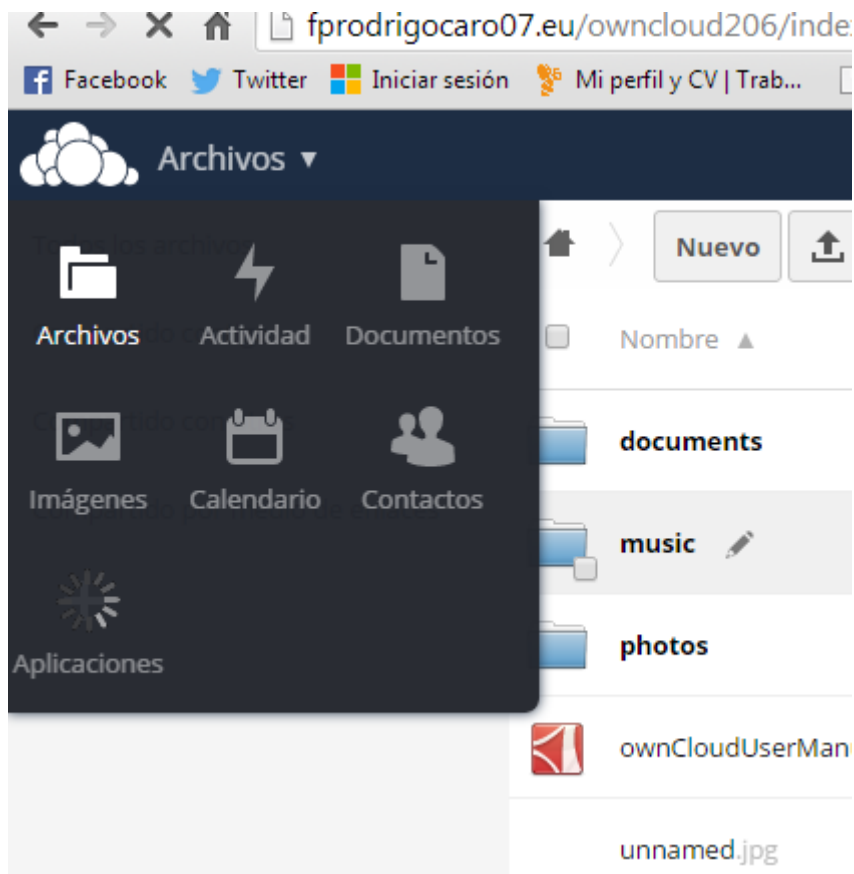 fprodrigocaro07.eu/owncloud206/inde
Facebook Twitter Iniciar sesión Mi perfil y CV | Trab...
Archivos ▾
Nuevo
Archivos Actividad Documentos
Nombre ▲
documents
Imágenes Calendario Contactos
music
photos
Aplicaciones
ownCloudUserManu
unnamed.jpg